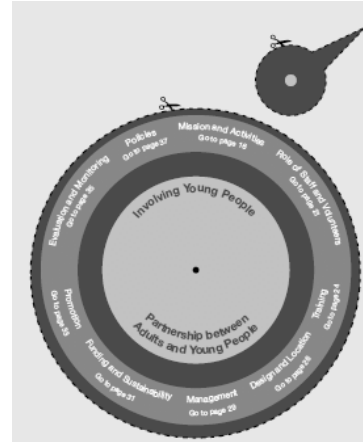 Mission and Activities
Go to page 18
Role of Staff and Volunteers
Go to page 21
Training
Go to page 24
Design and Location
Go to page 26
Management
Go to page 29
Funding and Sustainability
Go to page 31
Promotion
Go to page 33
Evaluation and Monitoring
Go to page 35
Policies
Go to page 37
Involving Young People
Partnership between
Adults and Young People